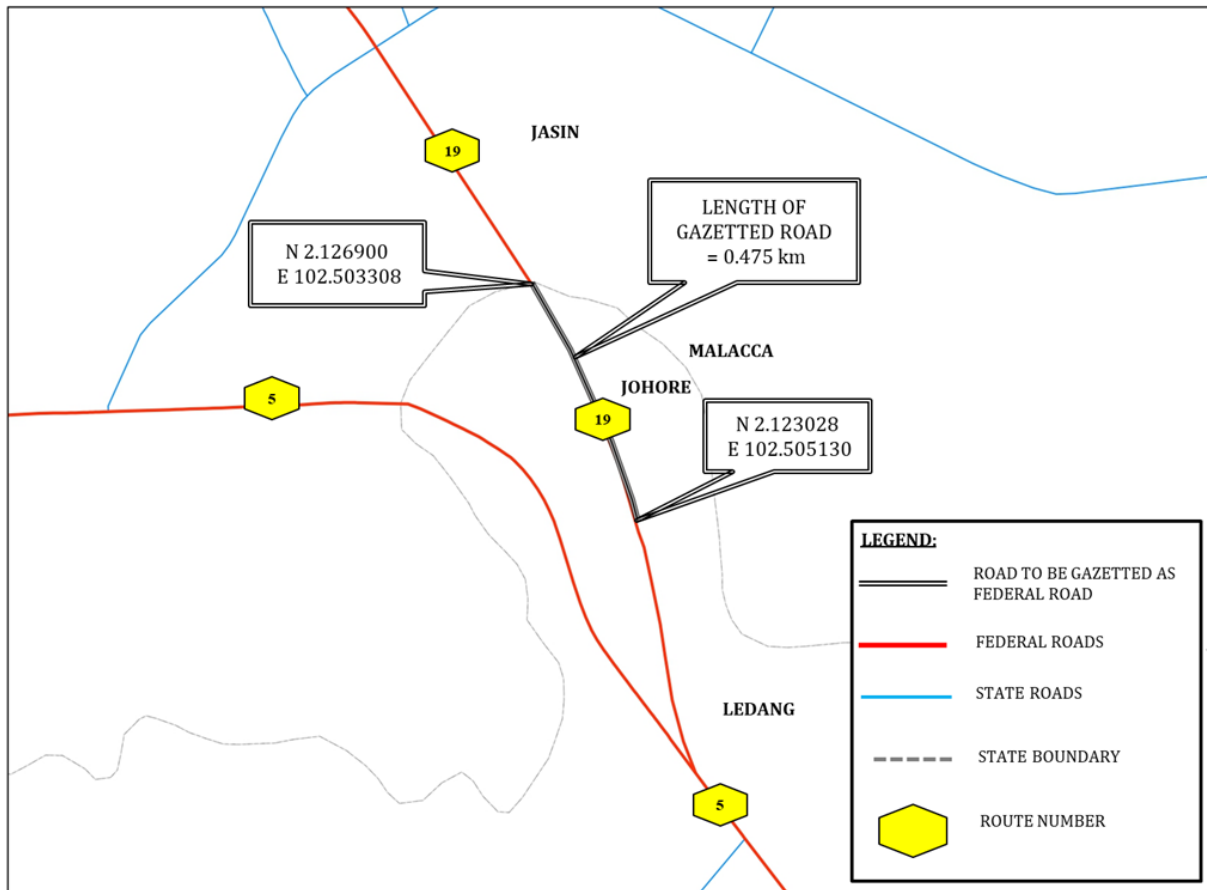 JASIN
19
LENGTH OF
GAZETTED ROAD
= 0.475 km
N 2.126900
E 102.503308
MALACCA
JOHORE
5
19
N 2.123028
E 102.505130
LEDANG
5
LEGEND:
ROAD TO BE GAZETTED AS
FEDERAL ROAD
FEDERAL ROADS
STATE ROADS
STATE BOUNDARY
ROUTE NUMBER